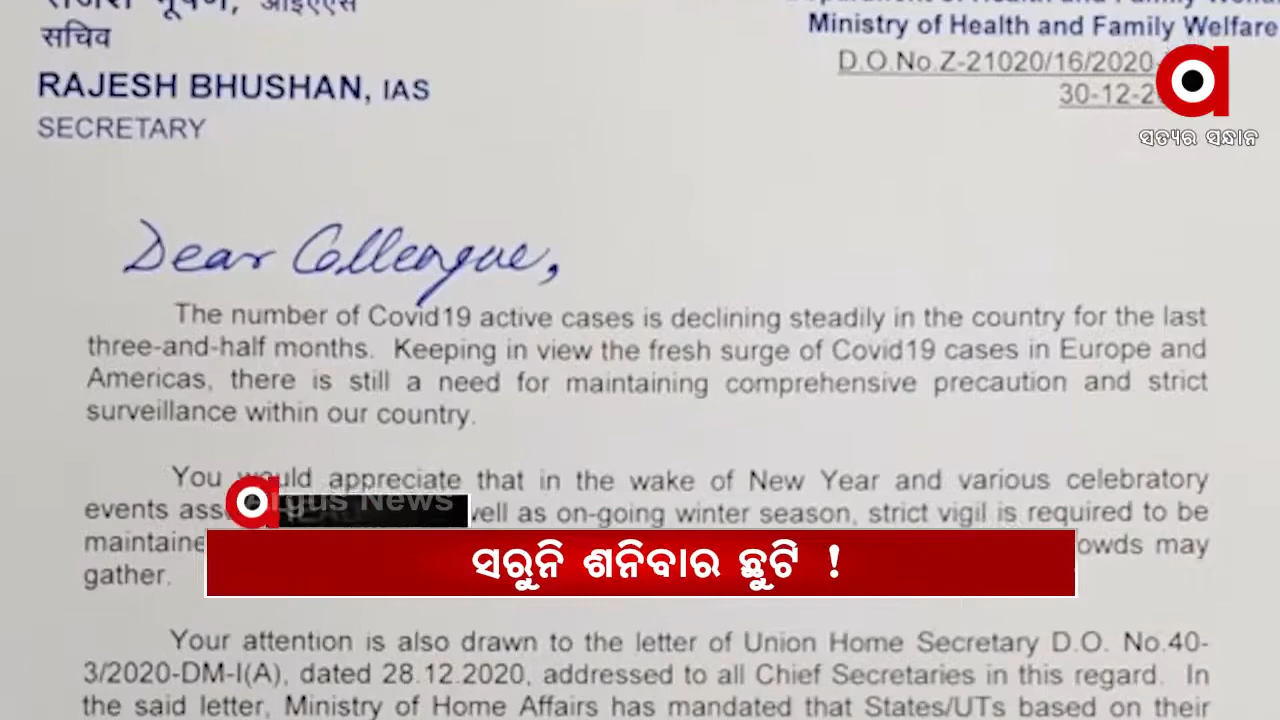 सचिव
RAJESH BHUSHAN, IAS
SECRETARY
Ministry of Health and Family Welfare
D.O.No.Z-21020/16/2020
30-12-2
ସତ୍ୟର ସନ୍ଧାନ
Dear Colleague,
The number of Covid19 active cases is declining steadily in the country for the last
three-and-half months. Keeping in view the fresh surge of Covid19 cases in Europe and
Americas, there is still a need for maintaining comprehensive precaution and strict
surveillance within our country.
You would appreciate that in the wake of New Year and various celebratory
events well as on-going winter season, strict vigil is required to be
Argus News
may
gather.
ସରୁନି ଶନିବାର ଛୁଟି !
Your attention is also drawn to the letter of Union Home Secretary D.O. No.40-
3/2020-DM-I(A), dated 28.12.2020, addressed to all Chief Secretaries in this regard. In
the said letter, Ministry of Home Affairs has mandated that States/UTs based on their